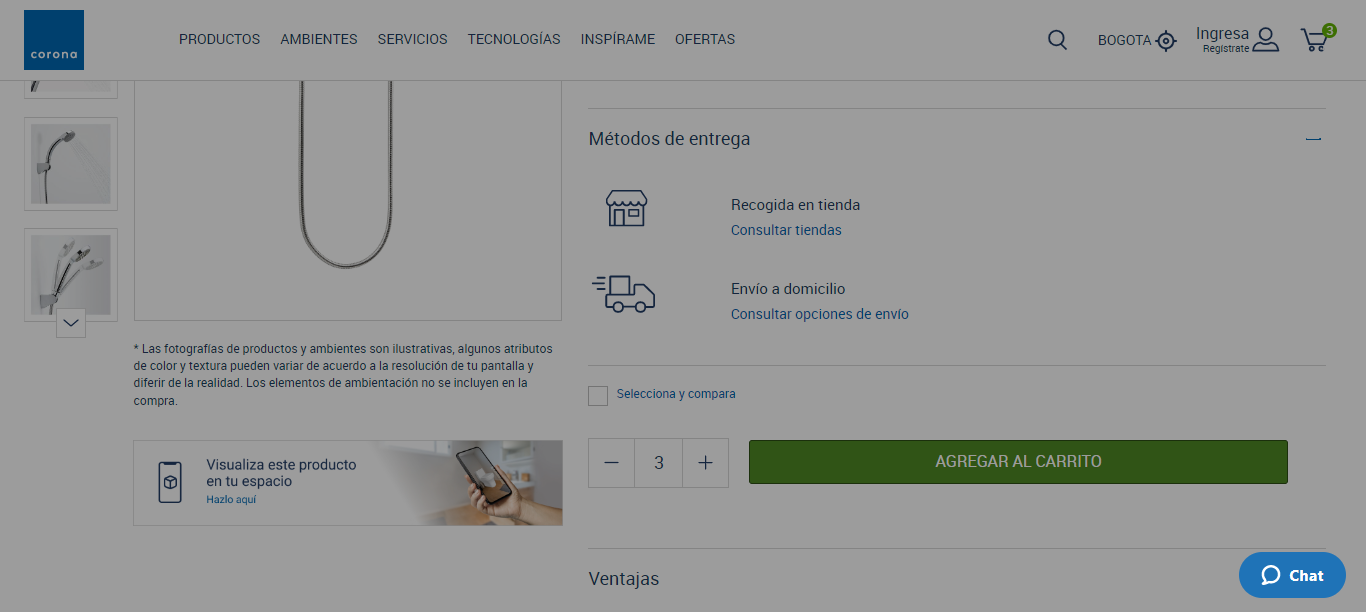 corona
PRODUCTOS AMBIENTES SERVICIOS TECNOLOGÍAS INSPÍRAME OFERTAS
BOGOTA
Ingresa
Regístrate
3
Métodos de entrega
Recogida en tienda
Consultar tiendas
Envío a domicilio
Consultar opciones de envío
* Las fotografías de productos y ambientes son ilustrativas, algunos atributos
de color y textura pueden variar de acuerdo a la resolución de tu pantalla y
diferir de la realidad. Los elementos de ambientación no se incluyen en la
compra.
Selecciona y compara
3
AGREGAR AL CARRITO
Visualiza este producto
en tu espacio
Hazlo aquí
Ventajas
Chat